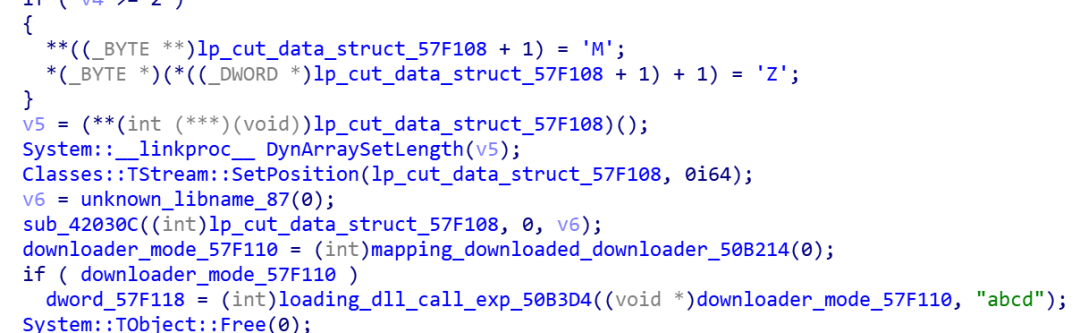 if ( v4 >= 2 )
{
**((_BYTE **)lp_cut_data_struct_57F108 + 1) = 'M';
*(_BYTE *)(*((_DWORD *)lp_cut_data_struct_57F108 + 1) + 1) = 'Z';
}
v5 = (**(int (***)(void))lp_cut_data_struct_57F108)();
System::__linkproc__ DynArraySetLength(v5);
Classes::TStream::SetPosition(lp_cut_data_struct_57F108, 0i64);
v6 = unknown_libname_87(0);
sub_42030C((int)lp_cut_data_struct_57F108, 0, v6);
downloader_mode_57F110 = (int)mapping_downloaded_downloader_50B214(0);
if ( downloader_mode_57F110 )
dword_57F118 = (int)loading_dll_call_exp_50B3D4((void *)downloader_mode_57F110, "abcd");
System::TObject::Free(0);